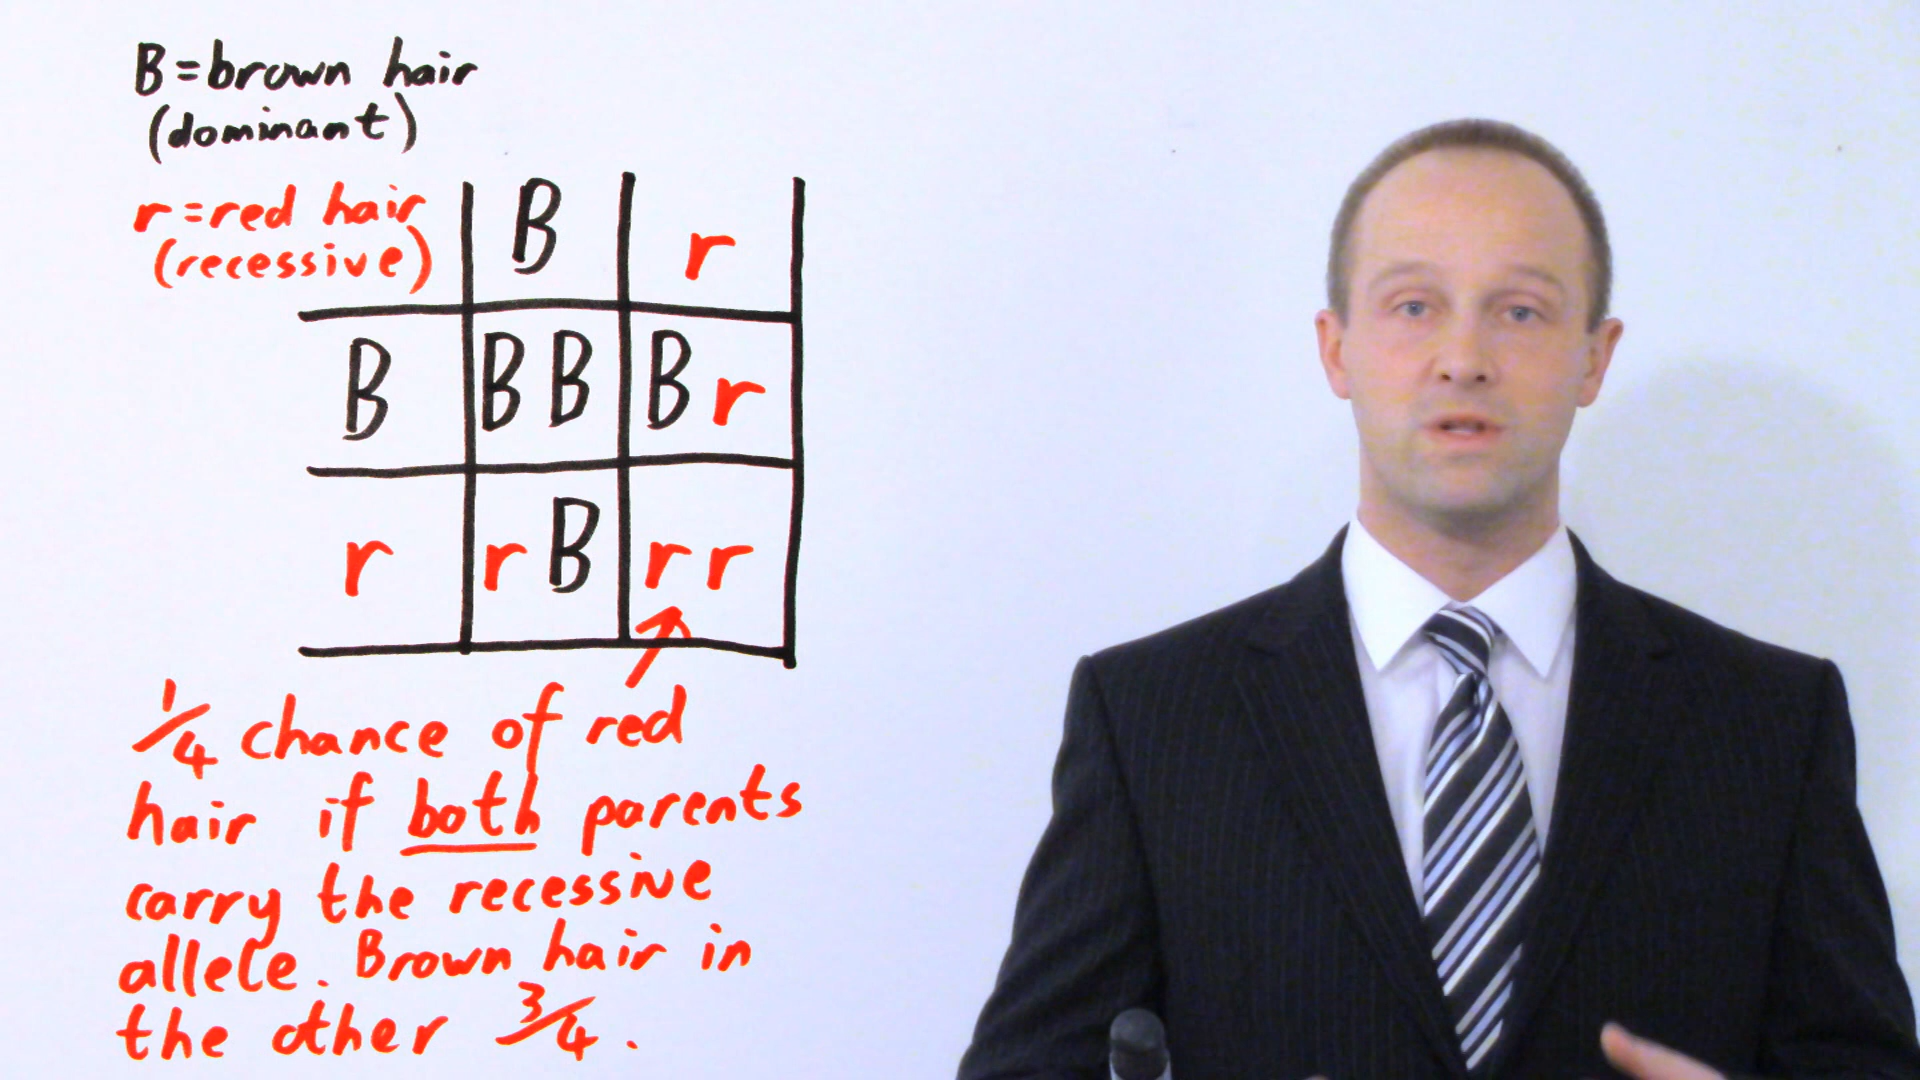 B=brown hair
(dominant)
r=red hair
(recessive)
B r
B BB Br
r rB rr
1/4 chance of red
hair if both parents
carry the recessive
allele. Brown hair in
the other 3/4.